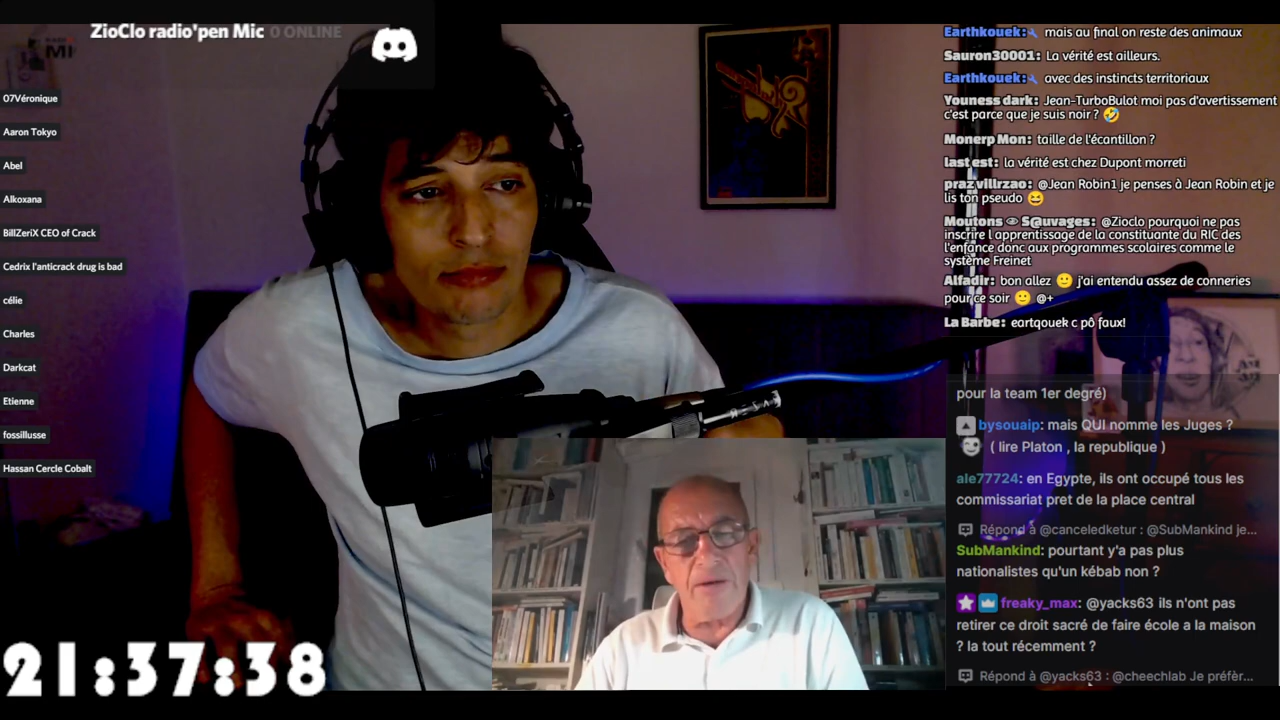 ZioClo radio'pen Mic 0 ONLINE
MI
07Véronique
Aaron Tokyo
Abel
Alkoxana
BillZeriX CEO of Crack
Cedrix l'anticrack drug is bad
célie
Charles
Darkcat
Etienne
fossillusse
Hassan Cercle Cobalt
21:37:38
Earthkouek: mais au final on reste des animaux
Sauron30001: La vérité est ailleurs.
Earthkouek: avec des instincts territoriaux
Youness dark: Jean-TurboBulot moi pas d'avertissement
c'est parce que je suis noir ? 🤣
Monerp Mon: taille de l'écantillon ?
last est: la vérité est chez Dupont morreti
praz villrzao: @Jean Robin1 je penses à Jean Robin et je
lis ton pseudo 😆
Moutons 👁 S@uvages: @Zioclo pourquoi ne pas
inscrire l apprentissage de la constituante du RIC des
l'enfance donc aux programmes scolaires comme le
système Freinet
Alfadir: bon allez 🙂 j'ai entendu assez de conneries
pour ce soir 🙂 @+
La Barbe: eartqouek c pô faux!
pour la team 1er degré)
bysouaip: mais QUI nomme les Juges ?
( lire Platon , la republique )
ale77724: en Egypte, ils ont occupé tous les
commissariat pret de la place central
Répond à @canceledketur : @SubMankind je...
SubMankind: pourtant y'a pas plus
nationalistes qu'un kébab non ?
freaky_max: @yacks63 ils n'ont pas
retirer ce droit sacré de faire école a la maison
? la tout récemment ?
Répond à @yacks63 : @cheechlab Je préfèr...